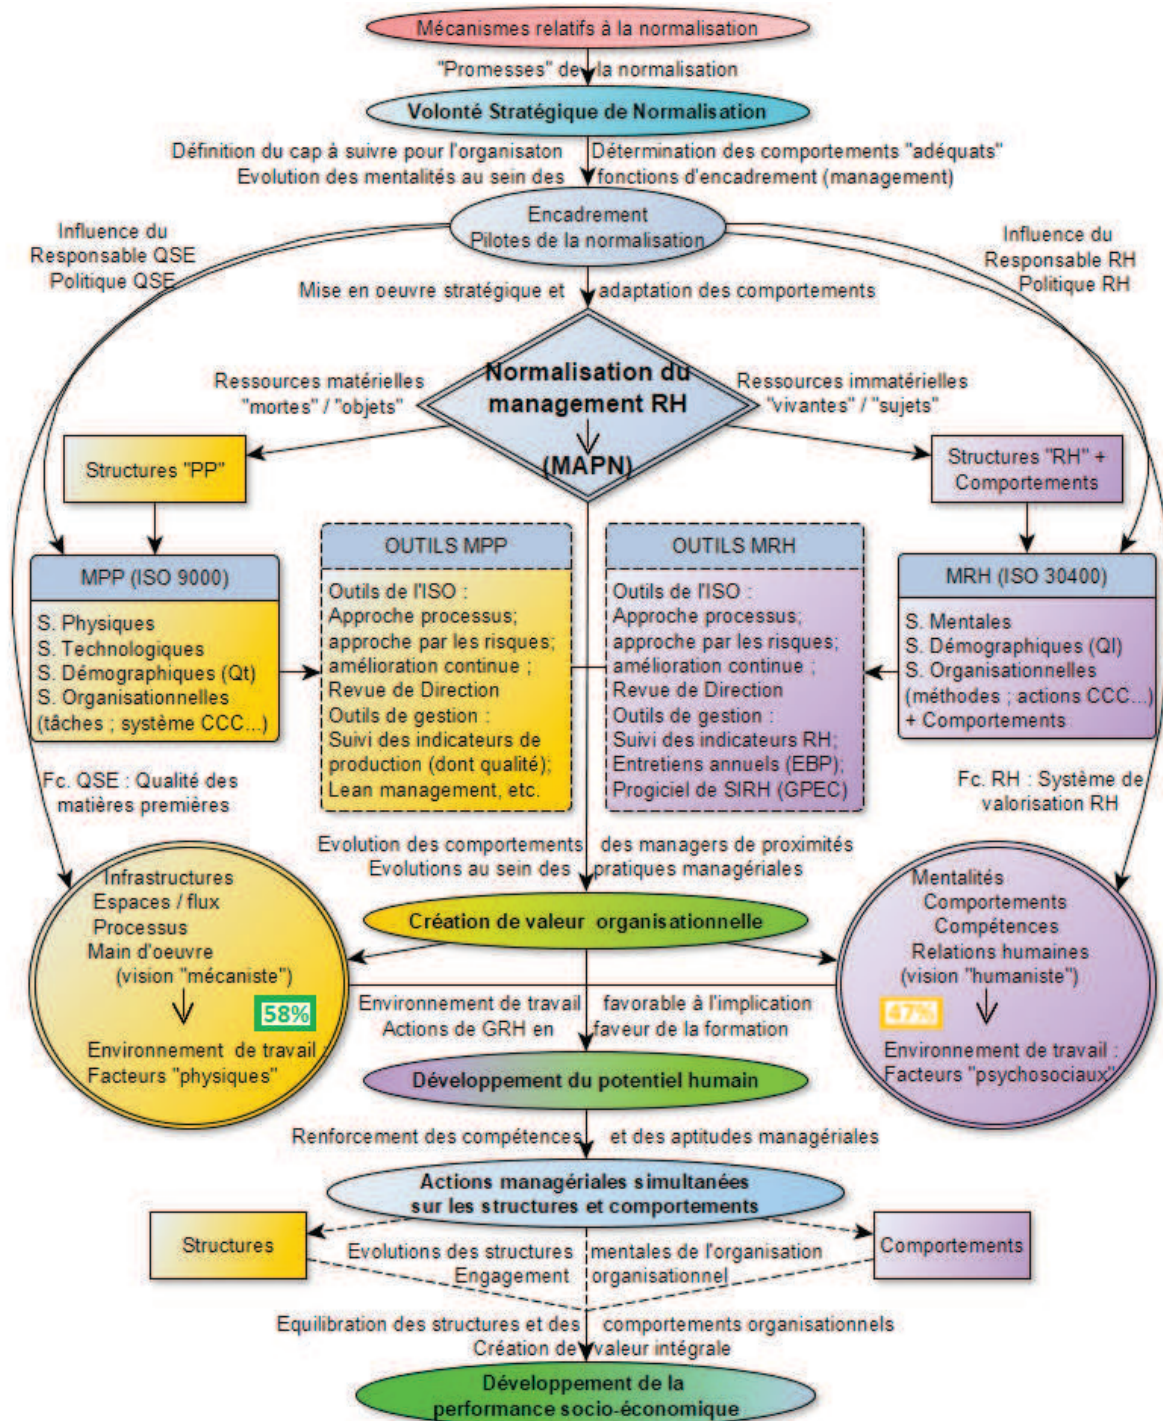 Mécanismes relatifs à la normalisation
"Promesses" de la normalisation
Volonté Stratégique de Normalisation
Définition du cap à suivre pour l'organisaton
Détermination des comportements "adéquats"
Evolution des mentalités au sein des
fonctions d'encadrement (management)
Encadrement
Pilotes de la normalisation
Influence du
Responsable QSE
Politique QSE
Influence du
Responsable RH
Politique RH
Mise en oeuvre stratégique et
adaptation des comportements
Normalisation du
management RH
(MAPN)
Ressources matérielles
"mortes" / "objets"
Ressources immatérielles
"vivantes" / "sujets"
Structures "PP"
Structures "RH" +
Comportements
MPP (ISO 9000)
S. Physiques
S. Technologiques
S. Démographiques (Qt)
S. Organisationnelles
(tâches ; système CCC...)
OUTILS MPP
Outils de l'ISO :
Approche processus;
approche par les risques;
amélioration continue ;
Revue de Direction
Outils de gestion :
Suivi des indicateurs de
production (dont qualité);
Lean management, etc.
OUTILS MRH
Outils de l'ISO :
Approche processus;
approche par les risques;
amélioration continue ;
Revue de Direction
Outils de gestion :
Suivi des indicateurs RH;
Entretiens annuels (EBP);
Progiciel de SIRH (GPEC)
MRH (ISO 30400)
S. Mentales
S. Démographiques (Ql)
S. Organisationnelles
(méthodes ; actions CCC...)
+ Comportements
Fc. QSE : Qualité des
matières premières
Fc. RH : Système de
valorisation RH
Evolution des comportements
des managers de proximités
Evolutions au sein des
pratiques managériales
Infrastructures
Espaces / flux
Processus
Main d'oeuvre
(vision "mécaniste")
58%
Environnement de travail
Facteurs "physiques"
Création de valeur organisationnelle
Mentalités
Comportements
Compétences
Relations humaines
(vision "humaniste")
47%
Environnement de travail :
Facteurs "psychosociaux"
Environnement de travail
favorable à l'implication
Actions de GRH en
faveur de la formation
Développement du potentiel humain
Renforcement des compétences
et des aptitudes managériales
Actions managériales simultanées
sur les structures et comportements
Structures
Comportements
Evolutions des structures
mentales de l'organisation
Engagement
organisationnel
Equilibration des structures et des
comportements organisationnels
Création de
valeur intégrale
Développement de la
performance socio-économique